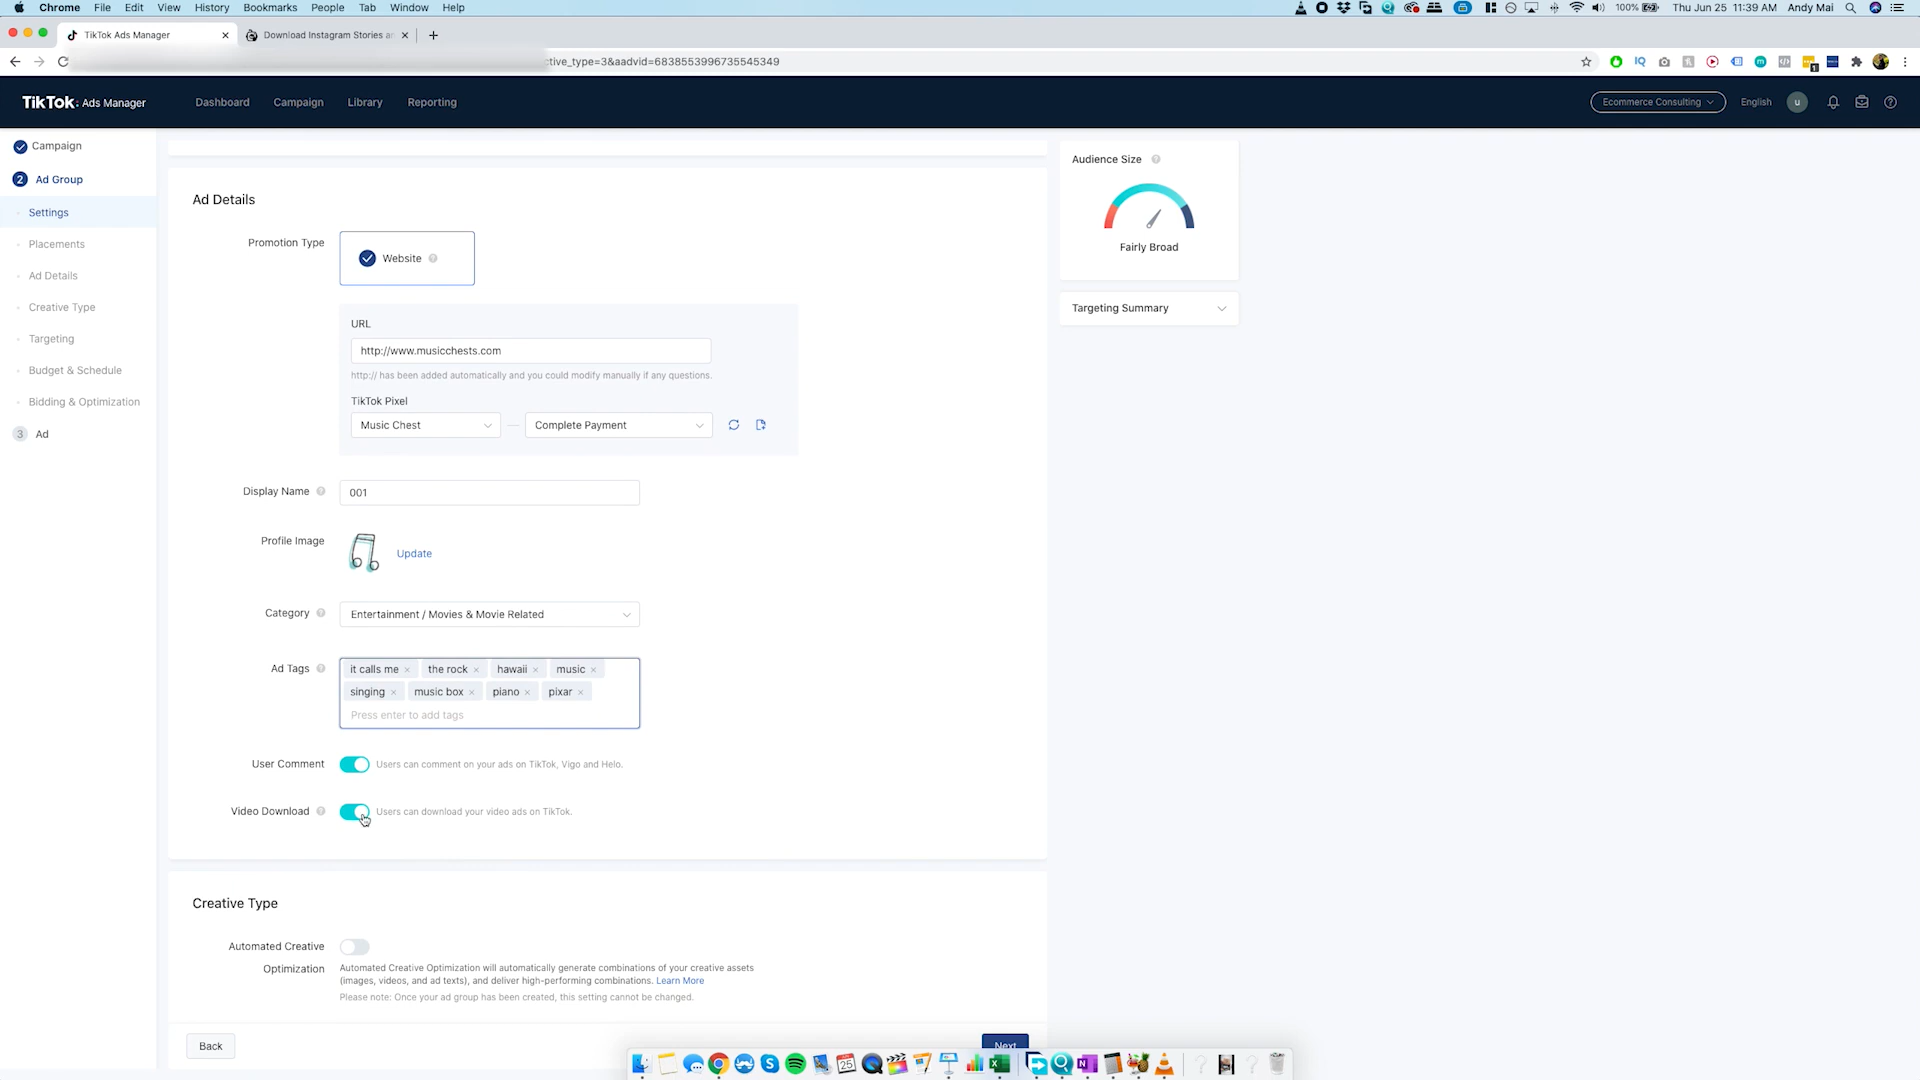 Chrome File Edit View History Bookmarks People Tab Window Help
100% Thu Jun 25 11:39 AM Andy Mai
TikTok Ads Manager
Download Instagram Stories an
ctive_type=3&aadvid=6838553996735545349
TikTok: Ads Manager
Dashboard Campaign Library Reporting
Ecommerce Consulting English u
Campaign
2 Ad Group
Settings
Placements
Ad Details
Creative Type
Targeting
Budget & Schedule
Bidding & Optimization
3 Ad
Ad Details
Promotion Type
Website
URL
http://www.musicchests.com
http:// has been added automatically and you could modify manually if any questions.
TikTok Pixel
Music Chest
Complete Payment
Display Name
001
Profile Image
Update
Category
Entertainment / Movies & Movie Related
Ad Tags
it calls me × the rock × hawaii × music ×
singing × music box × piano × pixar ×
Press enter to add tags
User Comment
Users can comment on your ads on TikTok, Vigo and Helo.
Video Download
Users can download your video ads on TikTok.
Creative Type
Automated Creative
Optimization
Automated Creative Optimization will automatically generate combinations of your creative assets
(images, videos, and ad texts), and deliver high-performing combinations. Learn More
Please note: Once your ad group has been created, this setting cannot be changed.
Back
Next
Audience Size
Fairly Broad
Targeting Summary
25